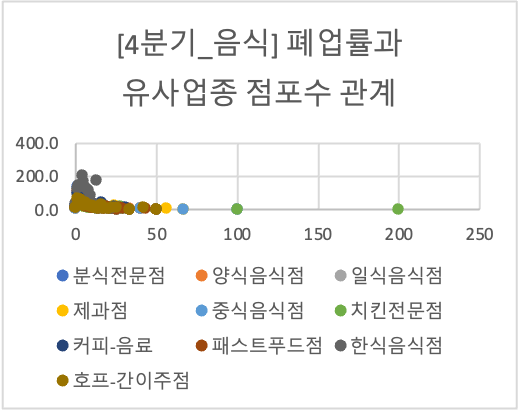 [4분기_음식] 폐업률과
유사업종 점포수 관계
400.0
200.0
0.0
0 50 100 150 200 250
분식전문점 양식음식점 일식음식점
제과점 중식음식점 치킨전문점
커피-음료 패스트푸드점 한식음식점
호프-간이주점